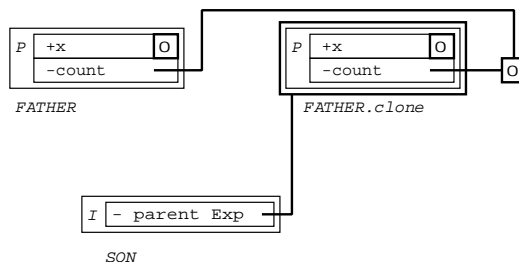 P +x O P +x O
-count -count O
FATHER FATHER.clone
I - parent Exp
SON